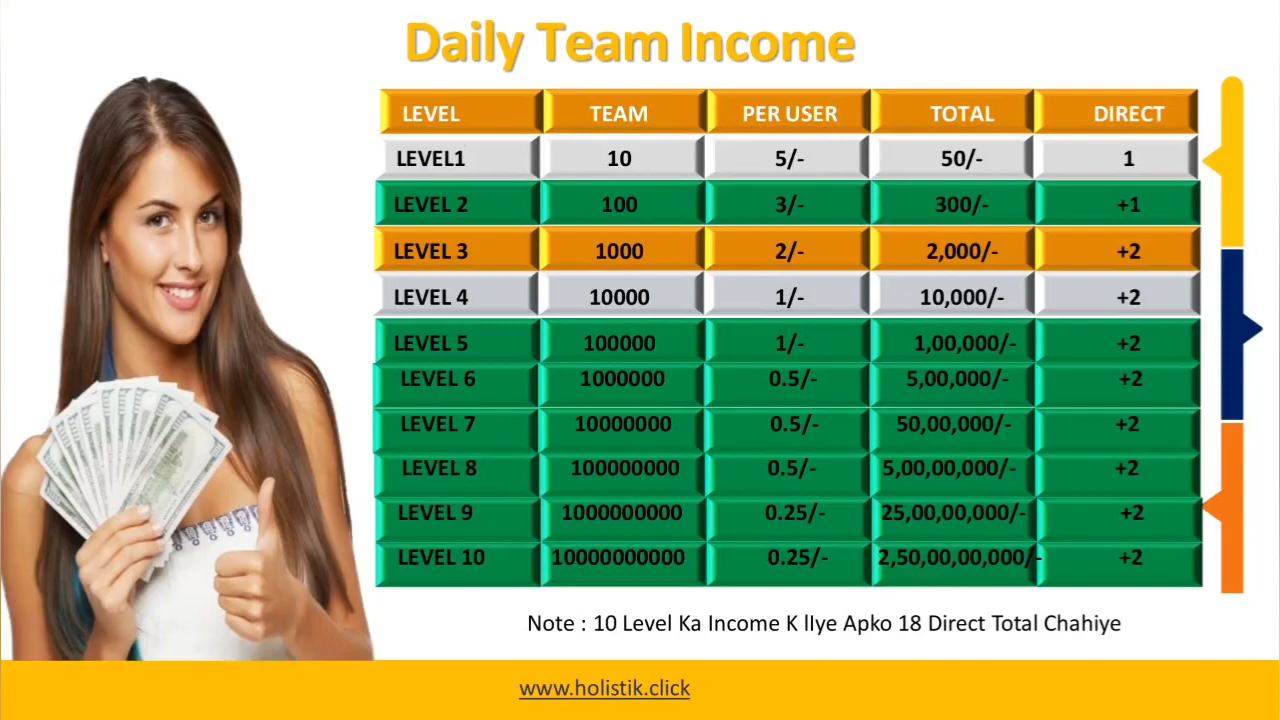 Daily Team Income
LEVEL TEAM PER USER TOTAL DIRECT
LEVEL1 10 5/- 50/- 1
LEVEL 2 100 3/- 300/- +1
LEVEL 3 1000 2/- 2,000/- +2
LEVEL 4 10000 1/- 10,000/- +2
LEVEL 5 100000 1/- 1,00,000/- +2
LEVEL 6 1000000 0.5/- 5,00,000/- +2
LEVEL 7 10000000 0.5/- 50,00,000/- +2
LEVEL 8 100000000 0.5/- 5,00,00,000/- +2
LEVEL 9 1000000000 0.25/- 25,00,00,000/- +2
LEVEL 10 10000000000 0.25/- 2,50,00,00,000/- +2
Note : 10 Level Ka Income K lIye Apko 18 Direct Total Chahiye
www.holistik.click